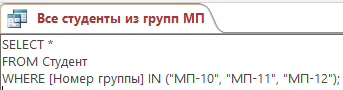 Все студенты из групп МП
SELECT *
FROM Студент
WHERE [Номер группы] IN ("МП-10", "МП-11", "МП-12");